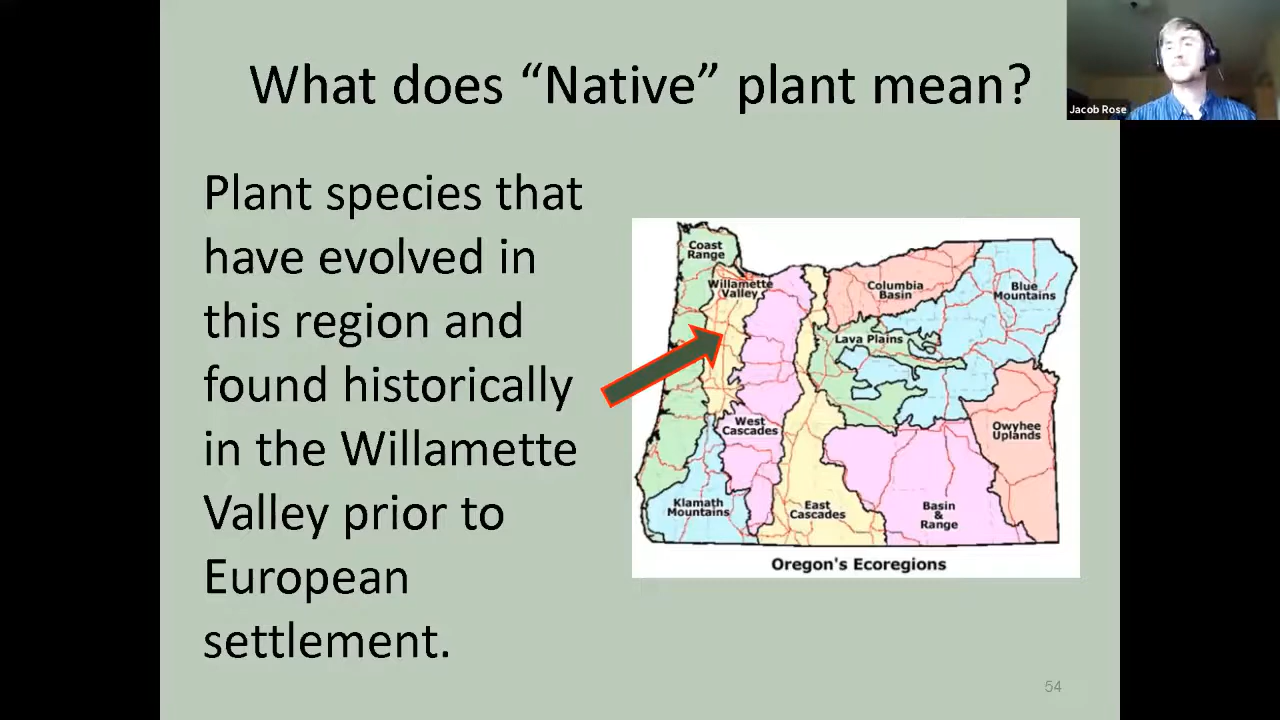 What does “Native” plant mean?
Jacob Rose
Plant species that
have evolved in
this region and
found historically
in the Willamette
Valley prior to
European
settlement.
Coast
Range
Willamette
Valley
Columbia
Basin
Blue
Mountains
Lava Plains
West
Cascades
Owyhee
Uplands
Klamath
Mountains
East
Cascades
Basin
&
Range
Oregon's Ecoregions
54